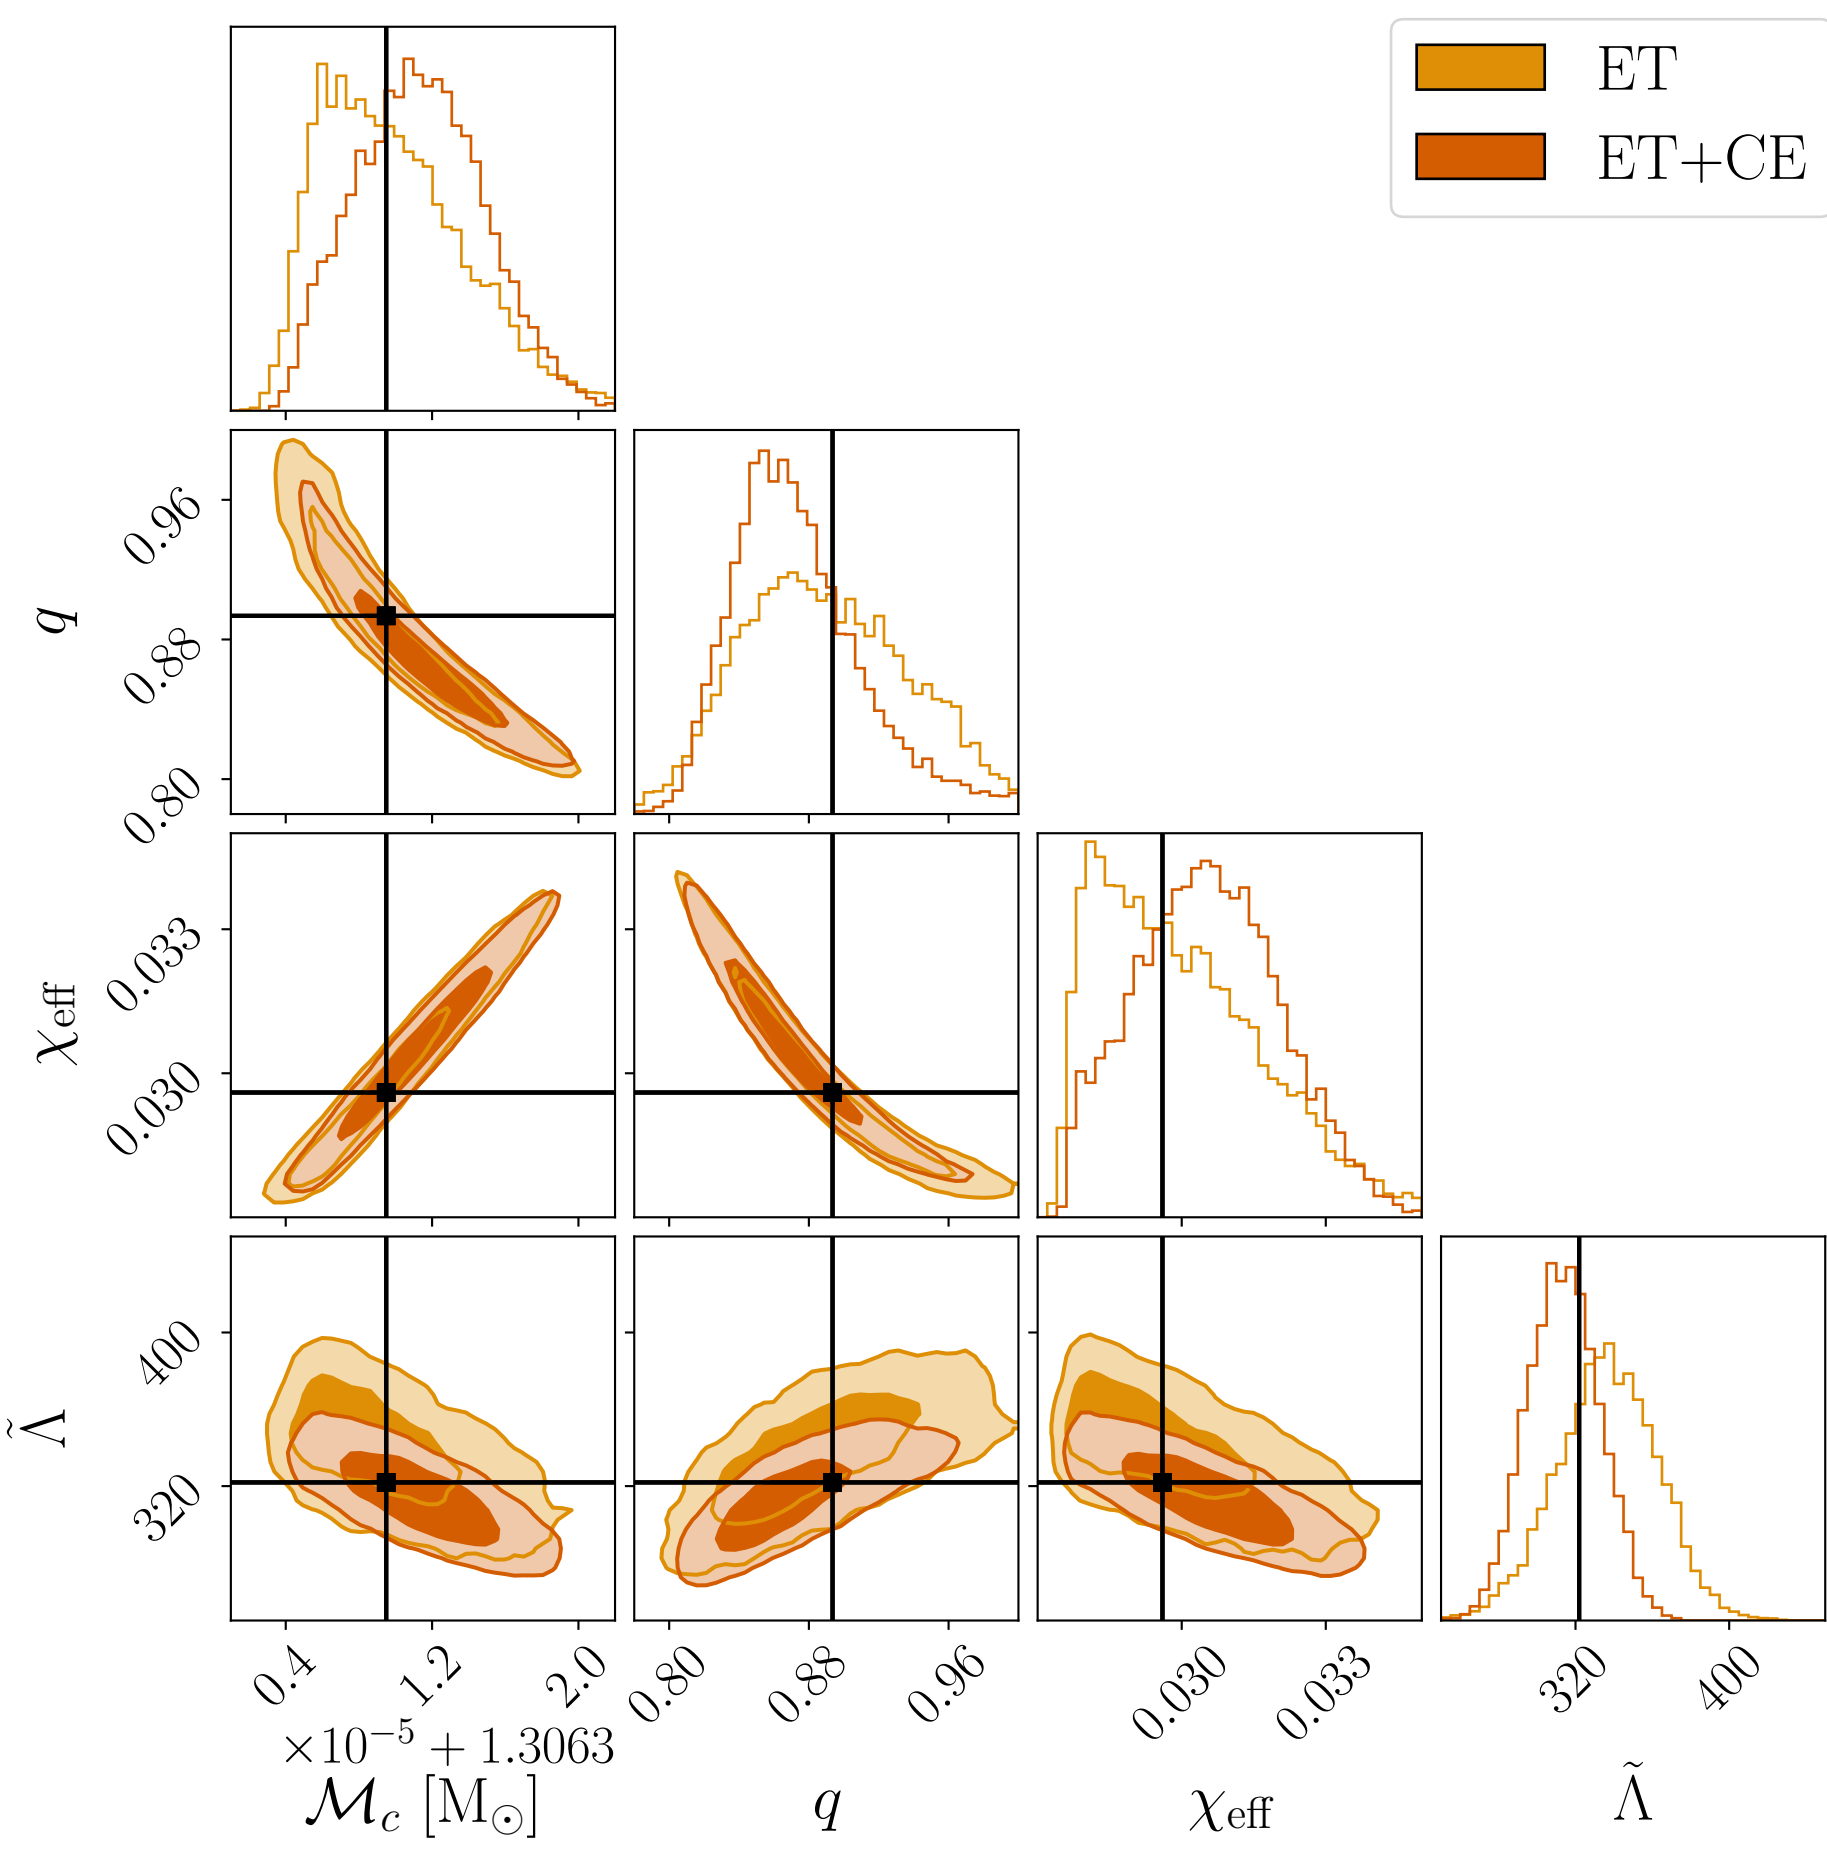 ET
ET+CE
0.96
0.88
0.80
q
0.033
0.030
χeff
400
320
Λ̃
0.4 1.2 2.0 0.80 0.88 0.96 0.030 0.033 320 400
×10⁻⁵ + 1.3063
ℳc [M⊙] q χeff Λ̃